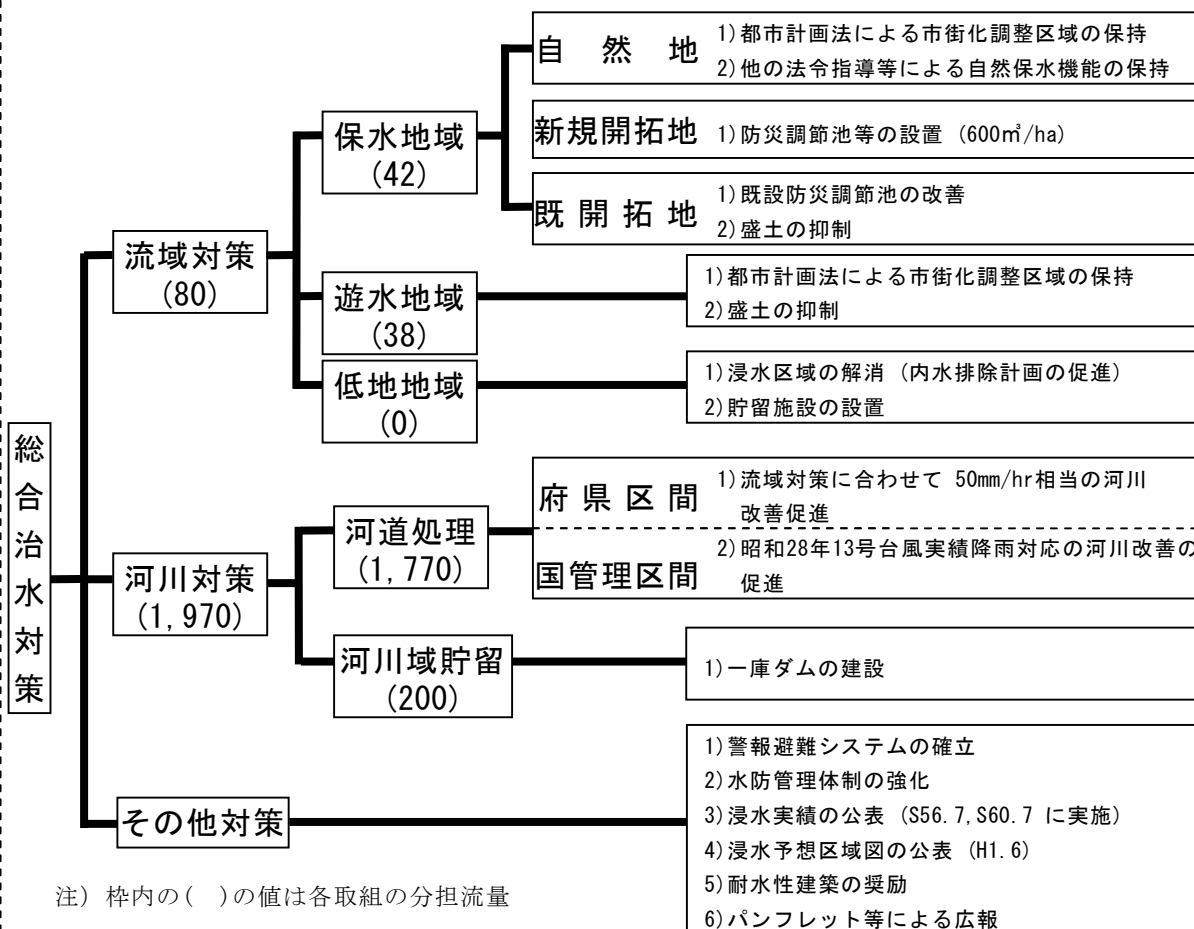 総合治水対策
流域対策
(80)
保水地域
(42)
自然地
1)都市計画法による市街化調整区域の保持
2)他の法令指導等による自然保水機能の保持
新規開拓地
1)防災調節池等の設置 (600㎥/ha)
既開拓地
1)既設防災調節池の改善
2)盛土の抑制
遊水地域
(38)
1)都市計画法による市街化調整区域の保持
2)盛土の抑制
低地地域
(0)
1)浸水区域の解消 (内水排除計画の促進)
2)貯留施設の設置
河川対策
(1,970)
河道処理
(1,770)
府県区間
1)流域対策に合わせて 50mm/hr相当の河川
改善促進
国管理区間
2)昭和28年13号台風実績降雨対応の河川改善の
促進
河川域貯留
(200)
1)一庫ダムの建設
その他対策
1)警報避難システムの確立
2)水防管理体制の強化
3)浸水実績の公表 (S56.7,S60.7 に実施)
4)浸水予想区域図の公表 (H1.6)
5)耐水性建築の奨励
6)パンフレット等による広報
注) 枠内の( )の値は各取組の分担流量